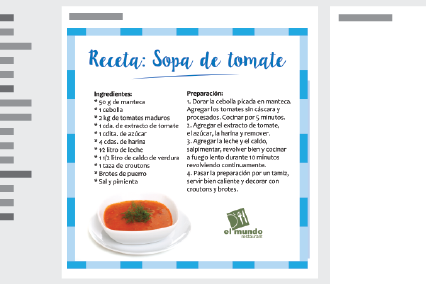 Receta: Sopa de tomate
Ingredientes:
* 50 g de manteca
* 1 cebolla
* 2 kg de tomates maduros
* 1 cda. de extracto de tomate
* 1 cdita. de azúcar
* 4 cdas. de harina
* 1/2 litro de leche
* 1 1/2 litro de caldo de verdura
* 1 taza de croutons
* Brotes de puerro
* Sal y pimienta
Preparación:
1. Dorar la cebolla picada en manteca.
Agregar los tomates sin cáscara y
procesados. Cocinar por 5 minutos.
2. Agregar el extracto de tomate,
el azúcar, la harina y remover.
3. Agregar la leche y el caldo,
salpimentar, revolver bien y cocinar
a fuego lento durante 10 minutos
revolviendo continuamente.
4. Pasar la preparación por un tamiz,
servir bien caliente y decorar con
croutons y brotes.
el mundo
restaurant